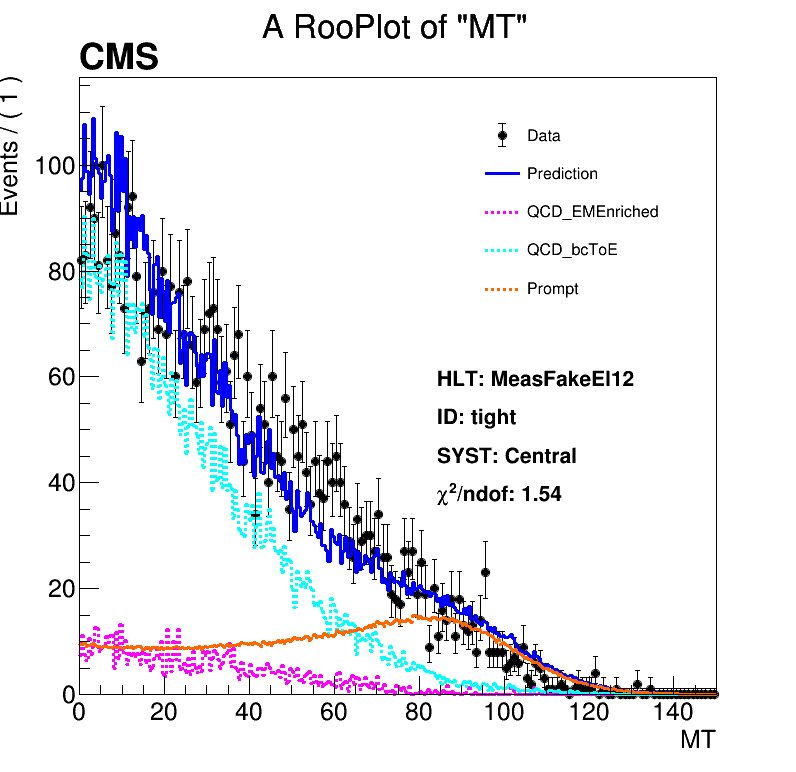 A RooPlot of "MT"
CMS
Events / ( 1 )
100
80
60
40
20
0
Data
Prediction
QCD_EMEnriched
QCD_bcToE
Prompt
HLT: MeasFakeEl12
ID: tight
SYST: Central
χ²/ndof: 1.54
0 20 40 60 80 100 120 140
MT